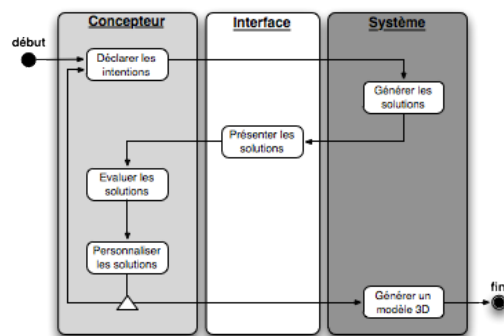 Concepteur
Interface
Système
début
Déclarer les
intentions
Générer les
solutions
Présenter les
solutions
Evaluer les
solutions
Personnaliser
les solutions
Générer un
modèle 3D
fin